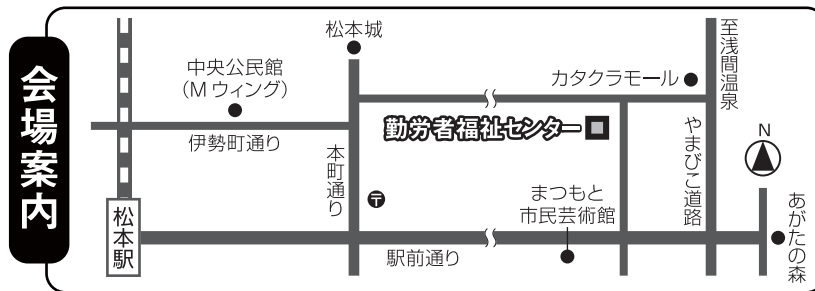 会場案内
松本駅
中央公民館
(Mウィング)
伊勢町通り
松本城
本町通り
〒
勤労者福祉センター
カタクラモール
至浅間温泉
やまびこ道路
まつもと
市民芸術館
駅前通り
N
あがたの森